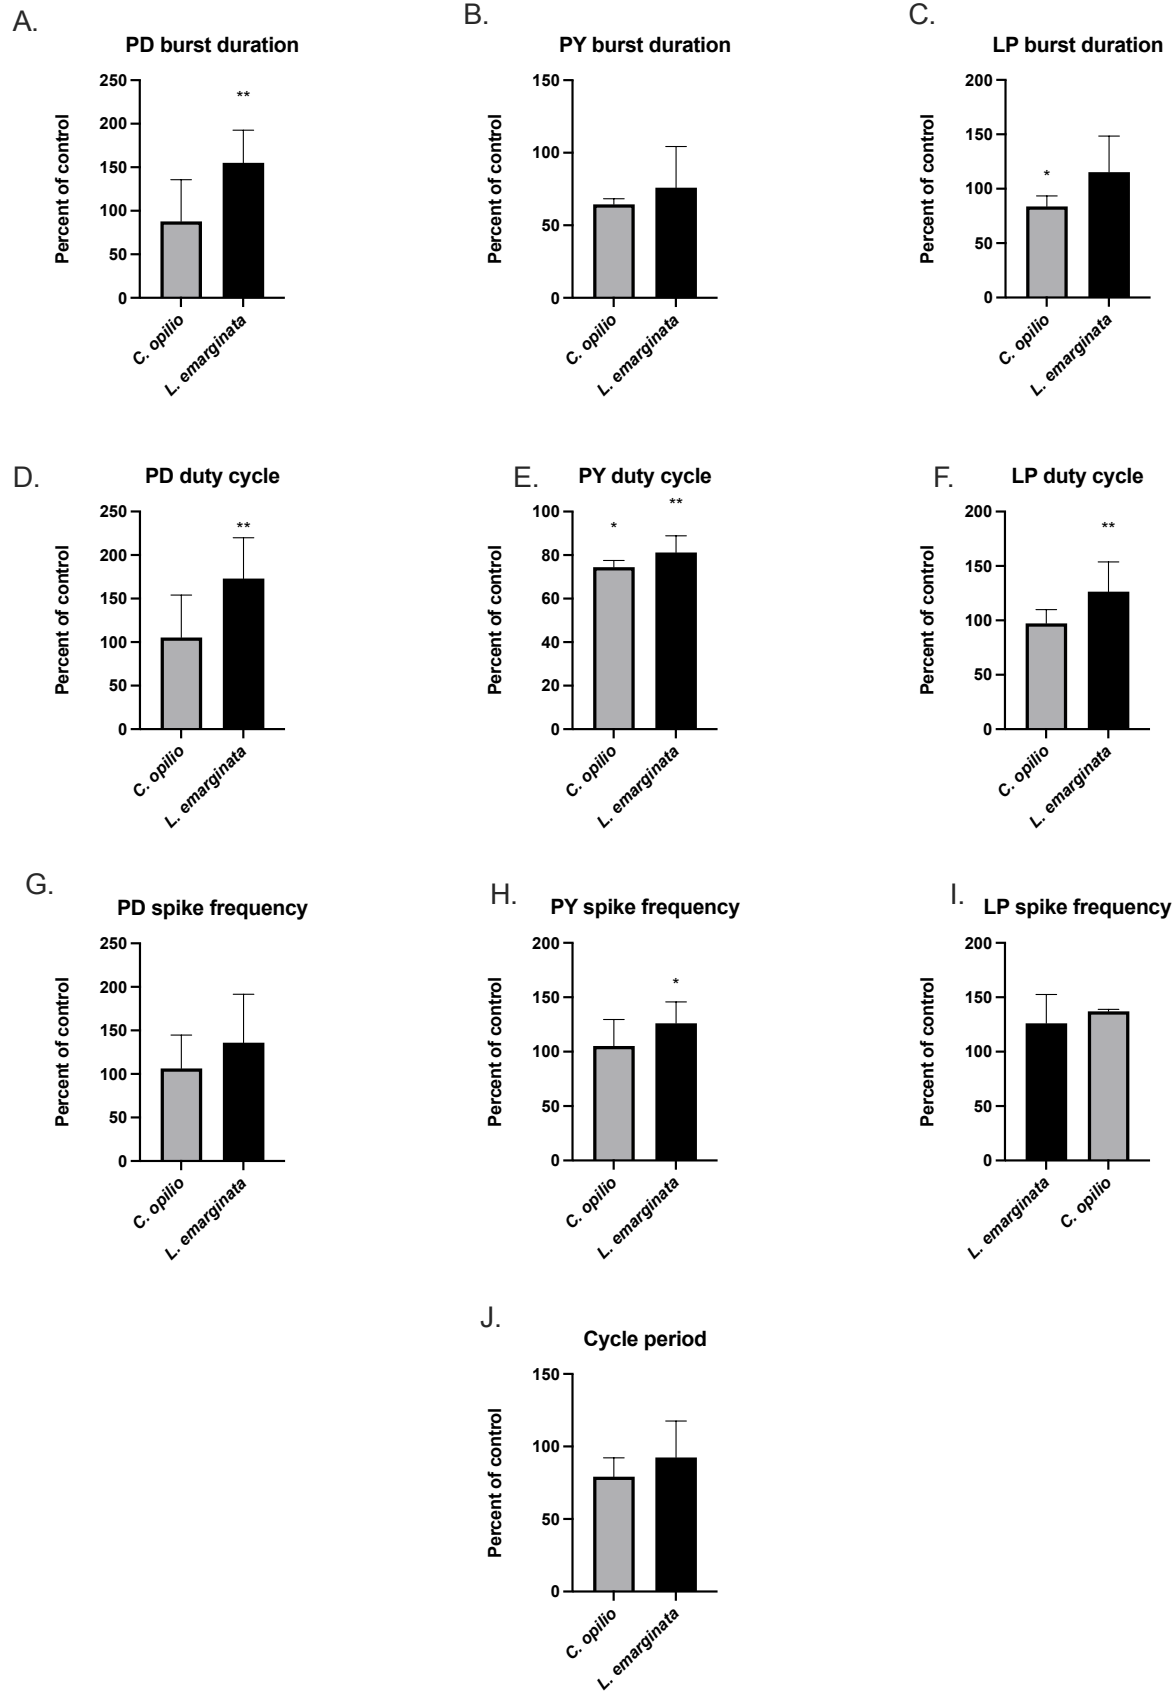 A.
PD burst duration
Percent of control
250
200
150
100
50
0
**
C. opilio
L. emarginata
B.
PY burst duration
Percent of control
150
100
50
0
C. opilio
L. emarginata
C.
LP burst duration
Percent of control
200
150
100
50
0
*
C. opilio
L. emarginata
D.
PD duty cycle
Percent of control
250
200
150
100
50
0
**
C. opilio
L. emarginata
E.
PY duty cycle
Percent of control
100
80
60
40
20
0
*
**
C. opilio
L. emarginata
F.
LP duty cycle
Percent of control
200
150
100
50
0
**
C. opilio
L. emarginata
G.
PD spike frequency
Percent of control
250
200
150
100
50
0
C. opilio
L. emarginata
H.
PY spike frequency
Percent of control
200
150
100
50
0
*
C. opilio
L. emarginata
I.
LP spike frequency
Percent of control
200
150
100
50
0
L. emarginata
C. opilio
J.
Cycle period
Percent of control
150
100
50
0
C. opilio
L. emarginata